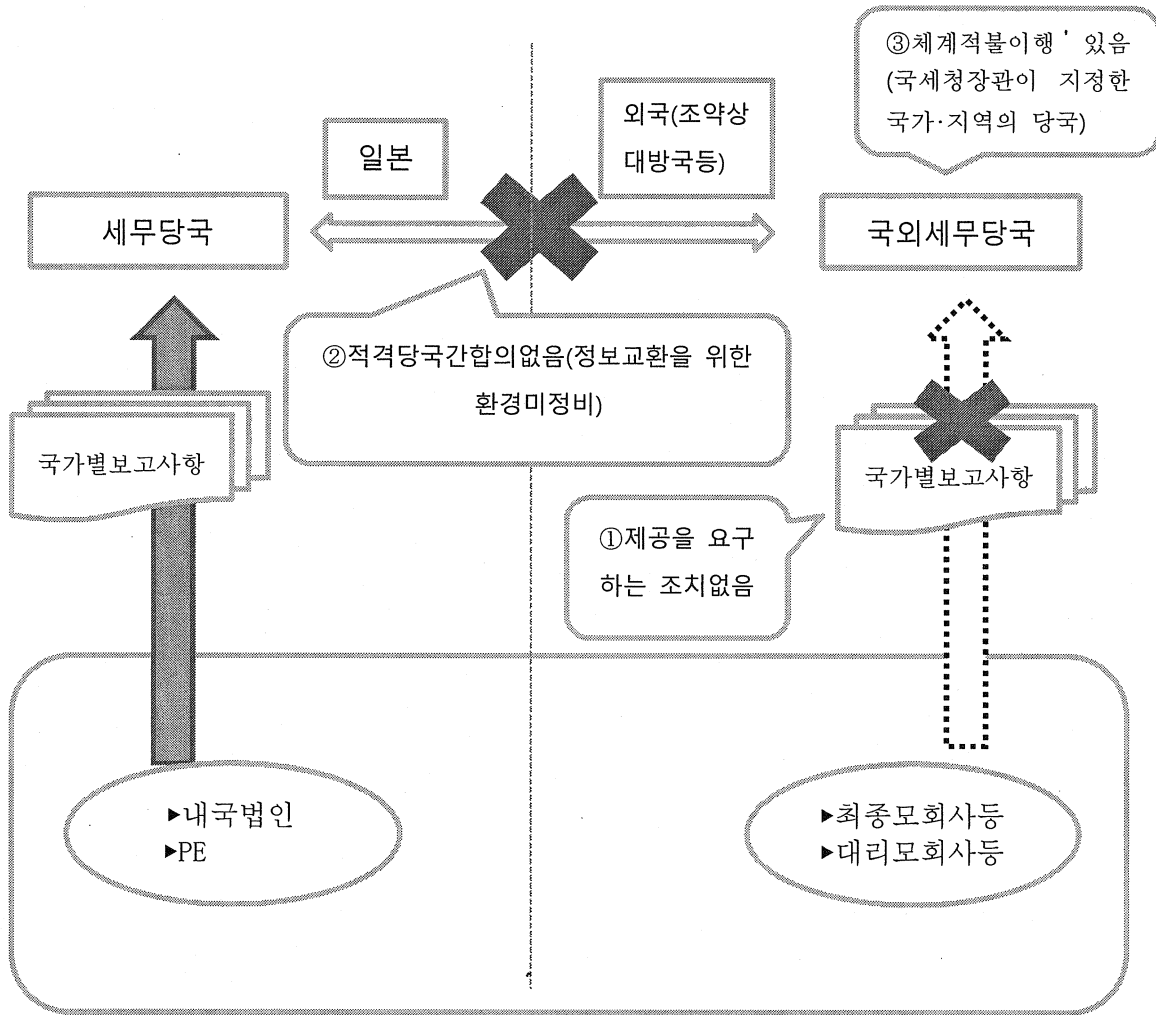 ③체계적불이행' 있음
(국세청장관이 지정한
국가·지역의 당국)
일본
외국(조약상
대방국등)
세무당국
국외세무당국
②적격당국간합의없음(정보교환을 위한
환경미정비)
국가별보고사항
국가별보고사항
①제공을 요구
하는 조치없음
▶내국법인
▶PE
▶최종모회사등
▶대리모회사등